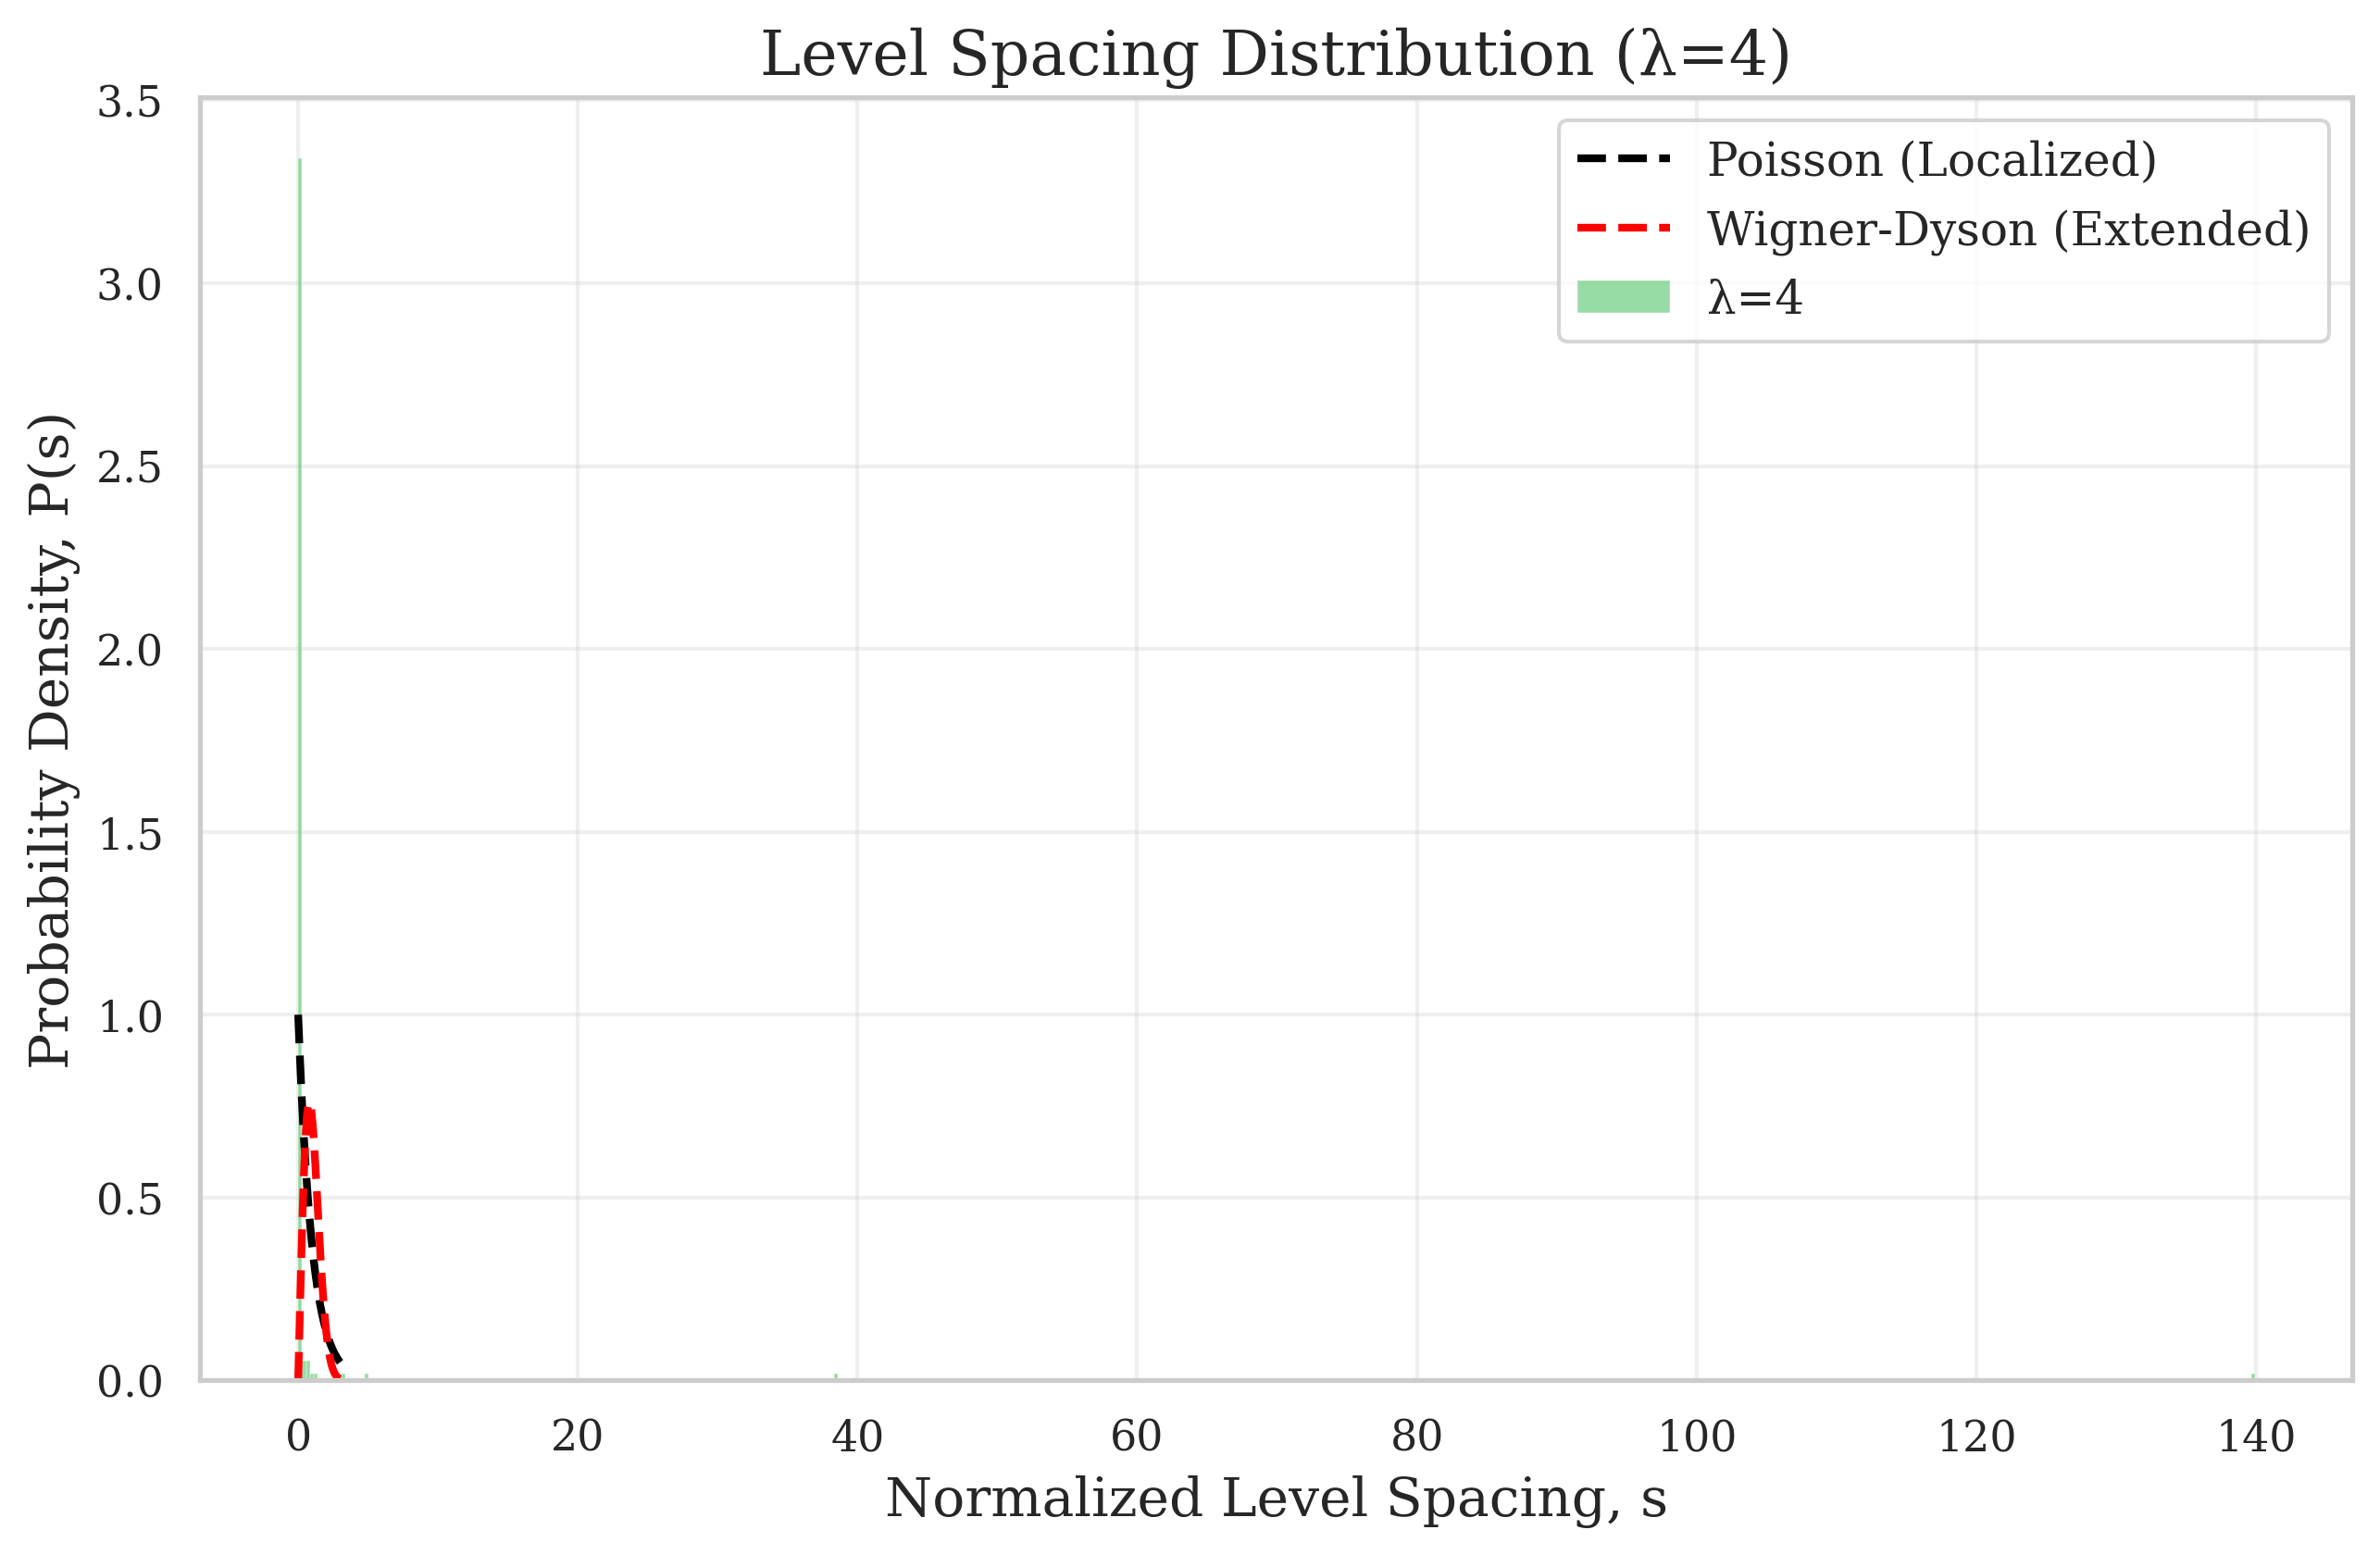 Level Spacing Distribution (λ=4)
3.5
3.0
2.5
2.0
1.5
1.0
0.5
0.0
Probability Density, P(s)
Poisson (Localized)
Wigner-Dyson (Extended)
λ=4
0 20 40 60 80 100 120 140
Normalized Level Spacing, s